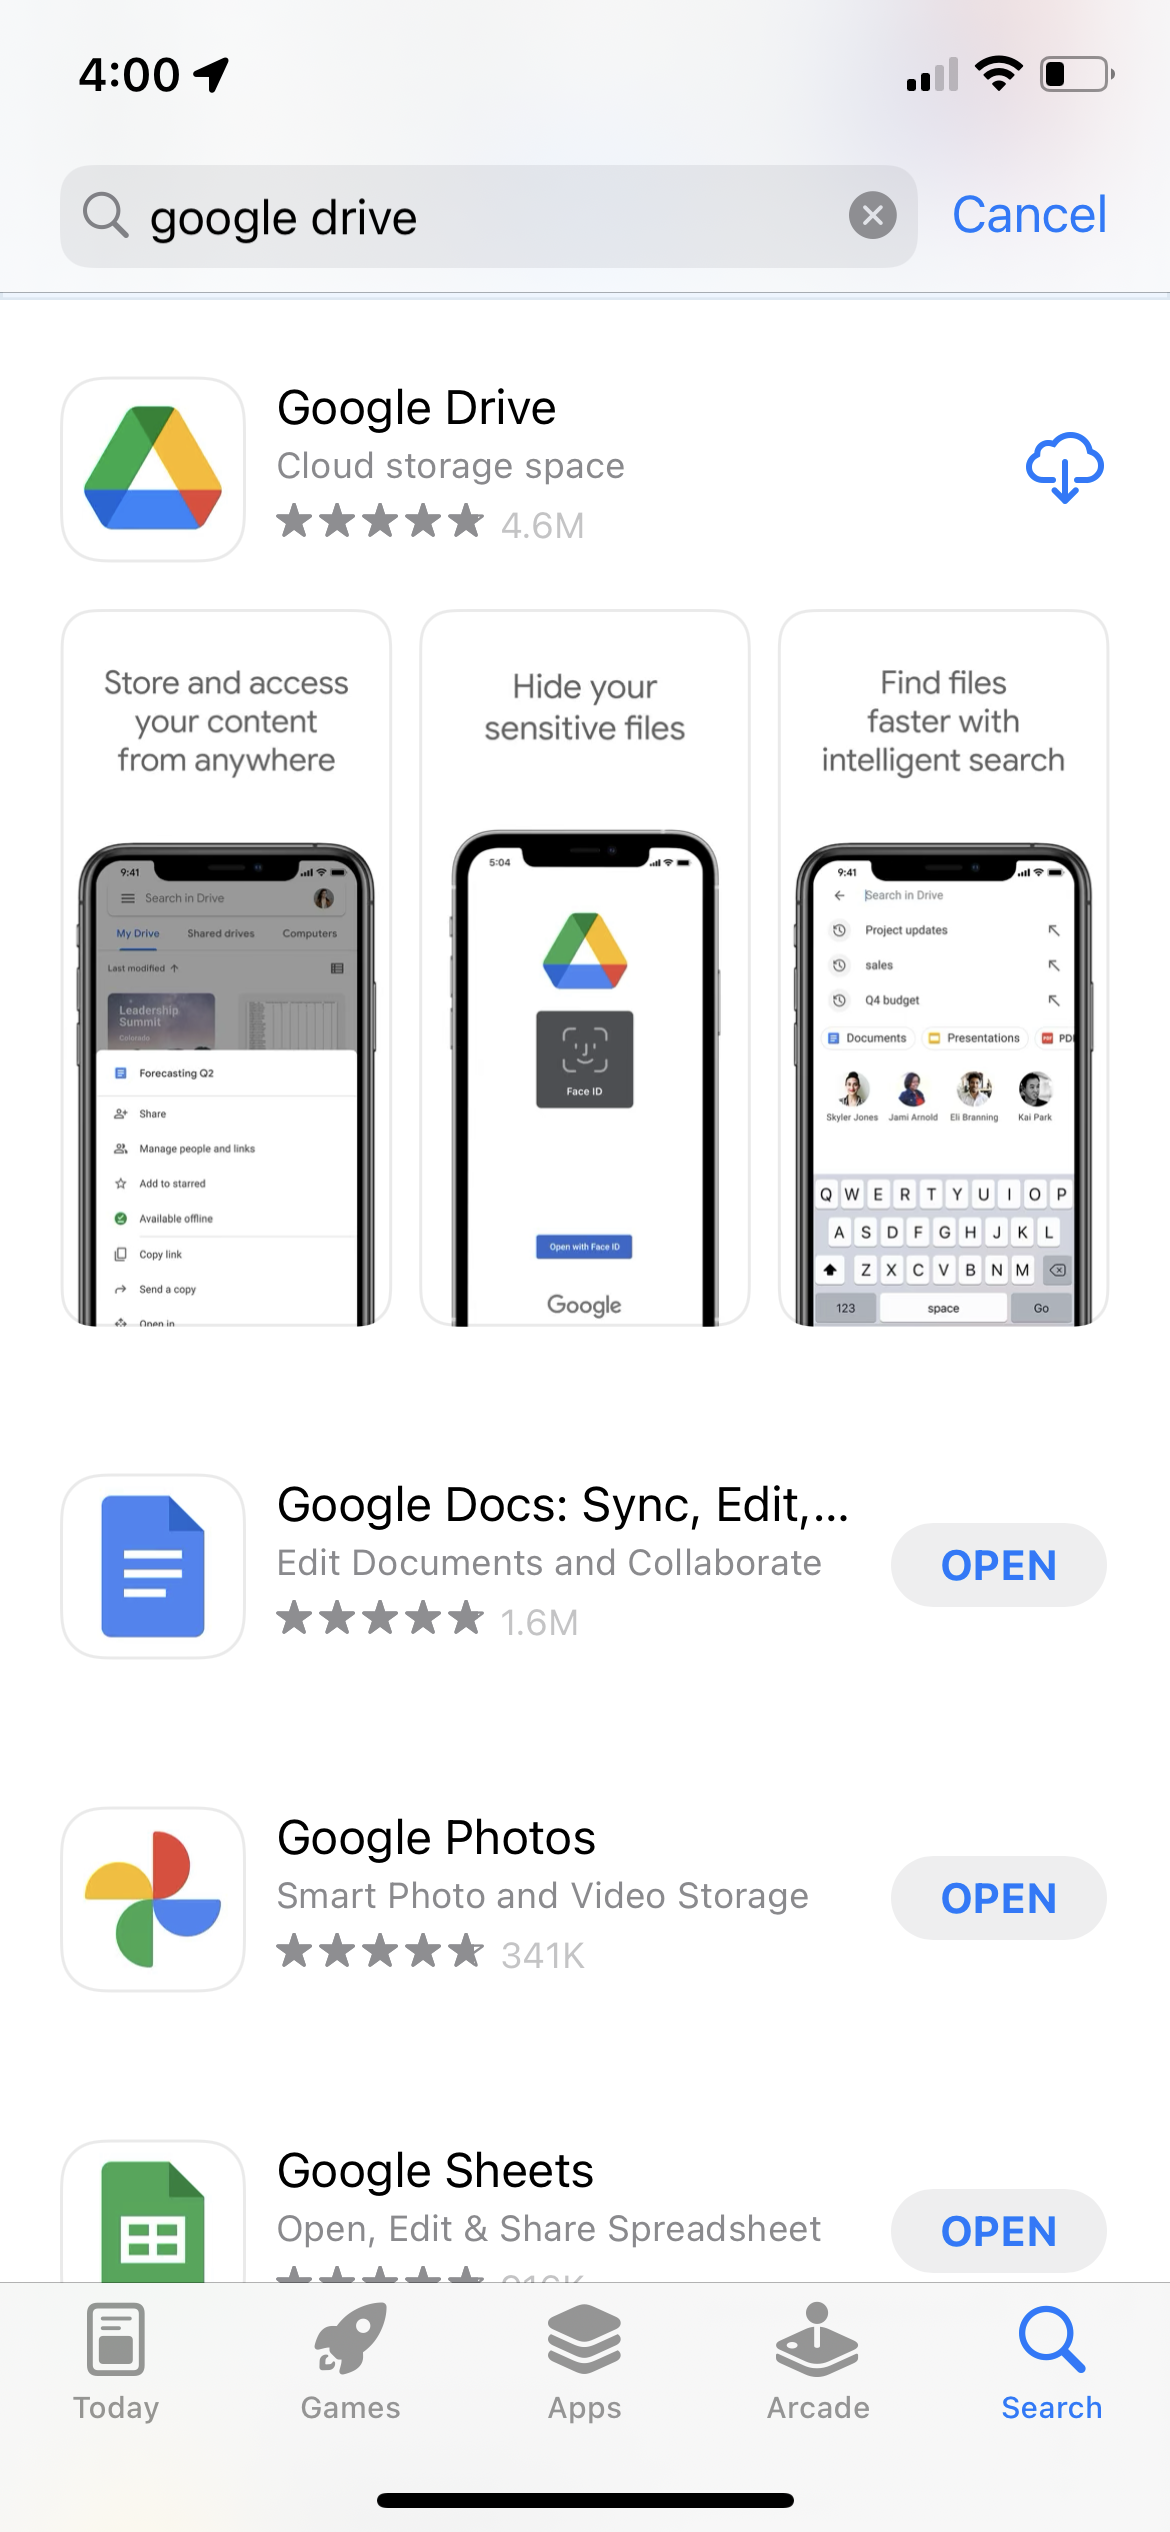 4:00
google drive
Cancel
Google Drive
Cloud storage space
4.6M
Store and access
your content
from anywhere
9:41
Search in Drive
My Drive Shared drives Computers
Last modified
Leadership
Summit
Colorado
Forecasting Q2
Share
Manage people and links
Add to starred
Available offline
Copy link
Send a copy
Open in
Hide your
sensitive files
5:04
Face ID
Open with Face ID
Google
Find files
faster with
intelligent search
9:41
Search in Drive
Project updates
sales
Q4 budget
Documents Presentations PD
Skyler Jones Jami Arnold Eli Branning Kai Park
Q W E R T Y U I O P
A S D F G H J K L
Z X C V B N M
123 space Go
Google Docs: Sync, Edit,...
Edit Documents and Collaborate
1.6M
OPEN
Google Photos
Smart Photo and Video Storage
341K
OPEN
Google Sheets
Open, Edit & Share Spreadsheet
OPEN
Today Games Apps Arcade Search